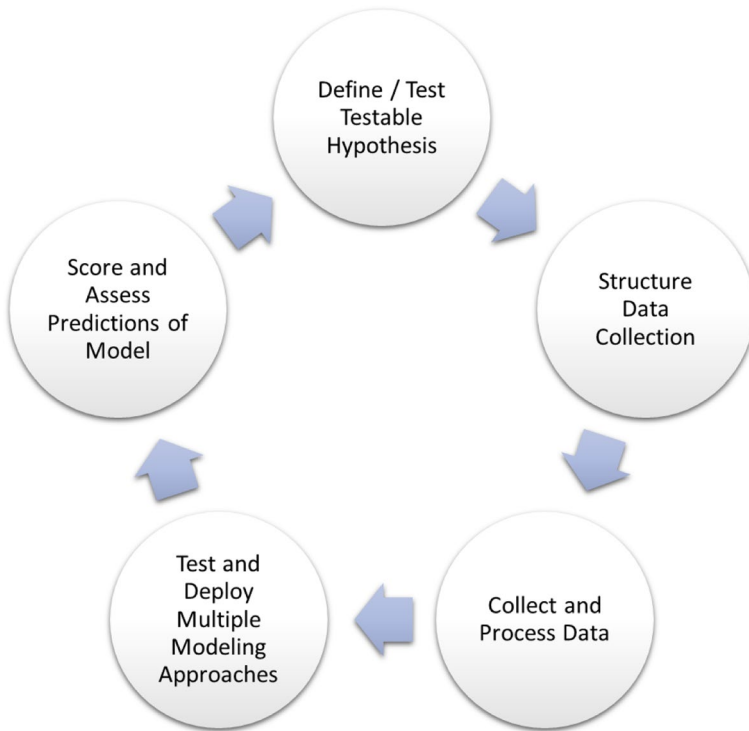 Define / Test
Testable
Hypothesis
Structure
Data
Collection
Collect and
Process Data
Test and
Deploy
Multiple
Modeling
Approaches
Score and
Assess
Predictions of
Model